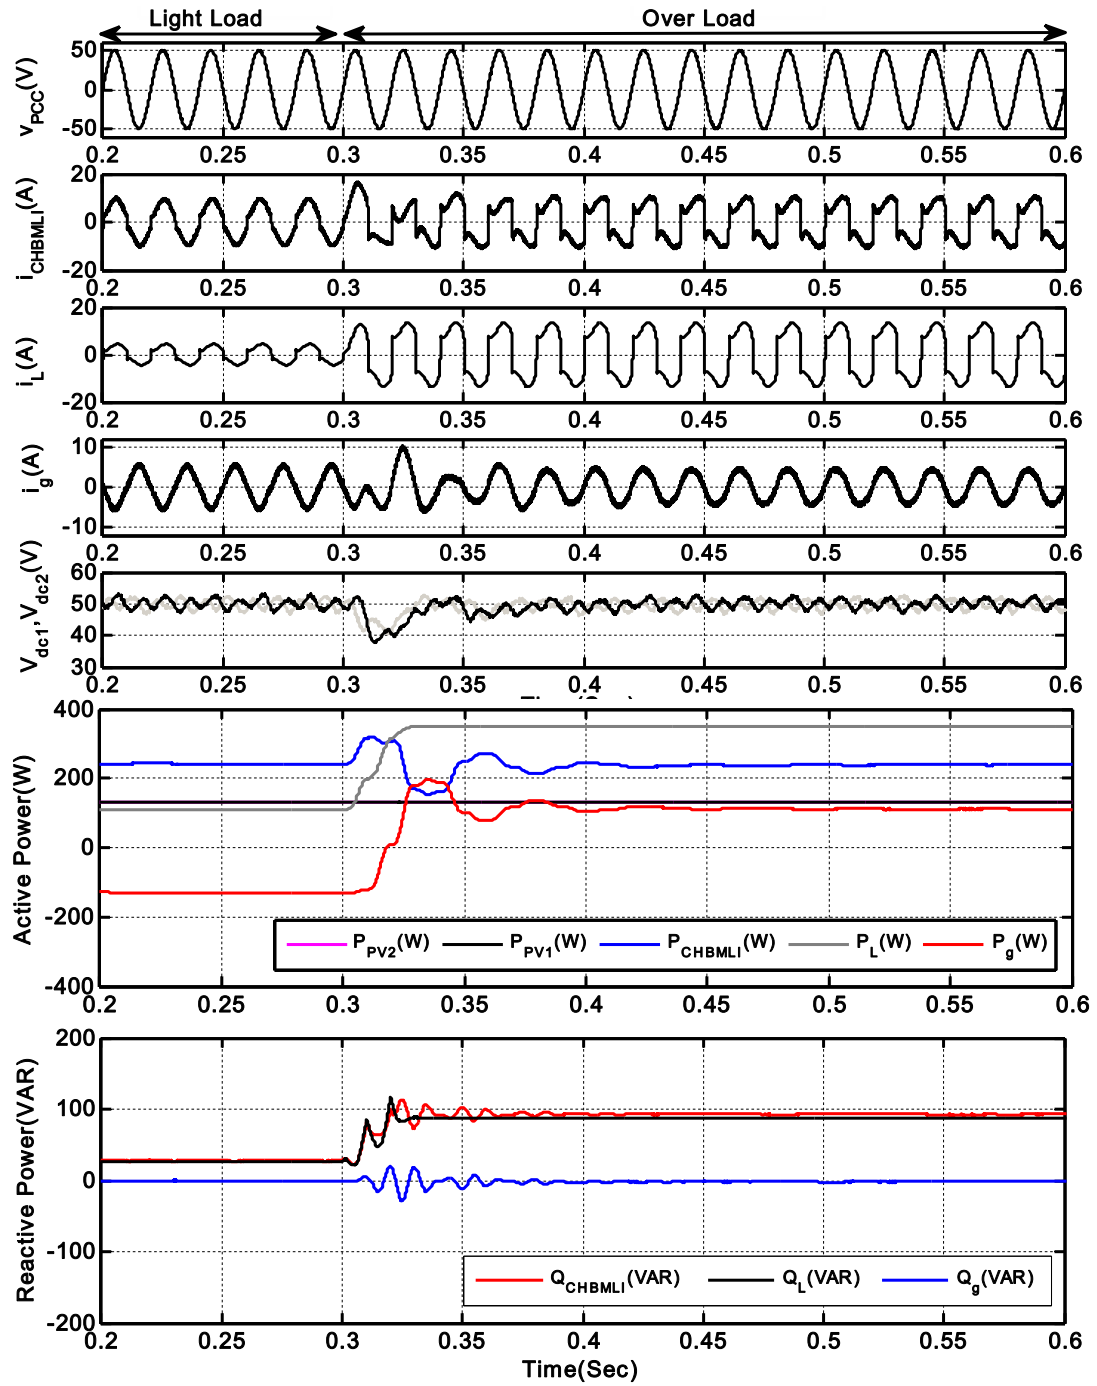 Light Load Over Load
v_PCC(V)
50
0
-50
0.2 0.25 0.3 0.35 0.4 0.45 0.5 0.55 0.6
i_CHBMLI(A)
20
0
-20
0.2 0.25 0.3 0.35 0.4 0.45 0.5 0.55 0.6
i_L(A)
20
0
-20
0.2 0.25 0.3 0.35 0.4 0.45 0.5 0.55 0.6
i_g(A)
10
0
-10
0.2 0.25 0.3 0.35 0.4 0.45 0.5 0.55 0.6
V_dc1,V_dc2(V)
60
50
40
30
0.2 0.25 0.3 0.35 0.4 0.45 0.5 0.55 0.6
Active Power(W)
400
200
0
-200
-400
P_PV2(W) P_PV1(W) P_CHBMLI(W) P_L(W) P_g(W)
0.2 0.25 0.3 0.35 0.4 0.45 0.5 0.55 0.6
Reactive Power(VAR)
200
100
0
-100
-200
Q_CHBMLI(VAR) Q_L(VAR) Q_g(VAR)
0.2 0.25 0.3 0.35 0.4 0.45 0.5 0.55 0.6
Time(Sec)